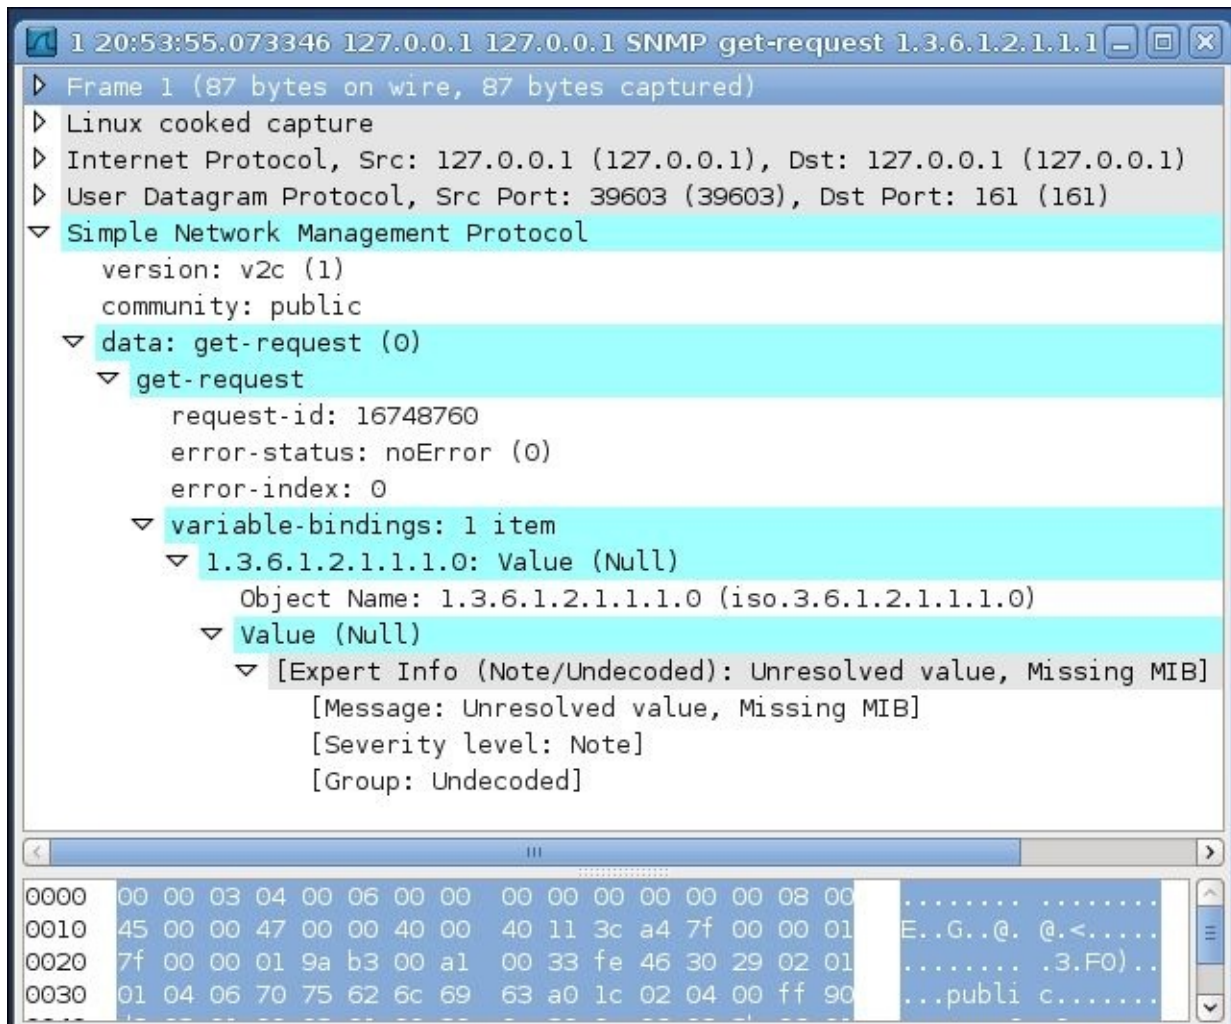 1 20:53:55.073346 127.0.0.1 127.0.0.1 SNMP get-request 1.3.6.1.2.1.1.1
Frame 1 (87 bytes on wire, 87 bytes captured)
Linux cooked capture
Internet Protocol, Src: 127.0.0.1 (127.0.0.1), Dst: 127.0.0.1 (127.0.0.1)
User Datagram Protocol, Src Port: 39603 (39603), Dst Port: 161 (161)
Simple Network Management Protocol
version: v2c (1)
community: public
data: get-request (0)
get-request
request-id: 16748760
error-status: noError (0)
error-index: 0
variable-bindings: 1 item
1.3.6.1.2.1.1.1.0: Value (Null)
Object Name: 1.3.6.1.2.1.1.1.0 (iso.3.6.1.2.1.1.1.0)
Value (Null)
[Expert Info (Note/Undecoded): Unresolved value, Missing MIB]
[Message: Unresolved value, Missing MIB]
[Severity level: Note]
[Group: Undecoded]
0000 00 00 03 04 00 06 00 00 00 00 00 00 00 00 08 00 ........ ........
0010 45 00 00 47 00 00 40 00 40 11 3c a4 7f 00 00 01 E..G..@. @.<.....
0020 7f 00 00 01 9a b3 00 a1 00 33 fe 46 30 29 02 01 ........ .3.F0)..
0030 01 04 06 70 75 62 6c 69 63 a0 1c 02 04 00 ff 90 ...publi c.......